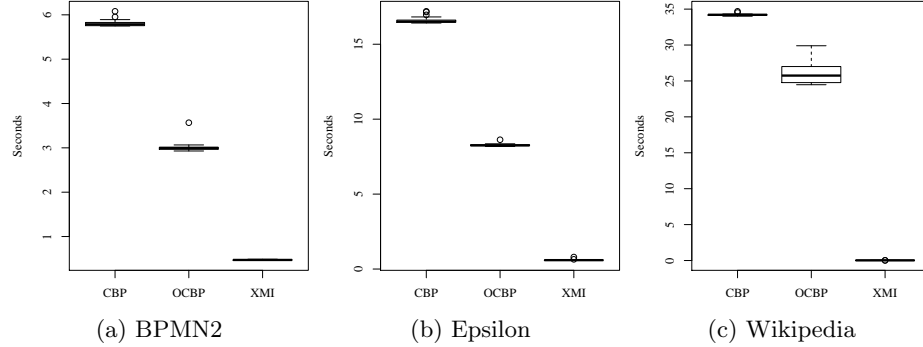 Seconds
6
5
4
3
2
1
CBP OCBP XMI
(a) BPMN2
Seconds
15
10
5
0
CBP OCBP XMI
(b) Epsilon
Seconds
35
30
25
20
15
10
5
0
CBP OCBP XMI
(c) Wikipedia